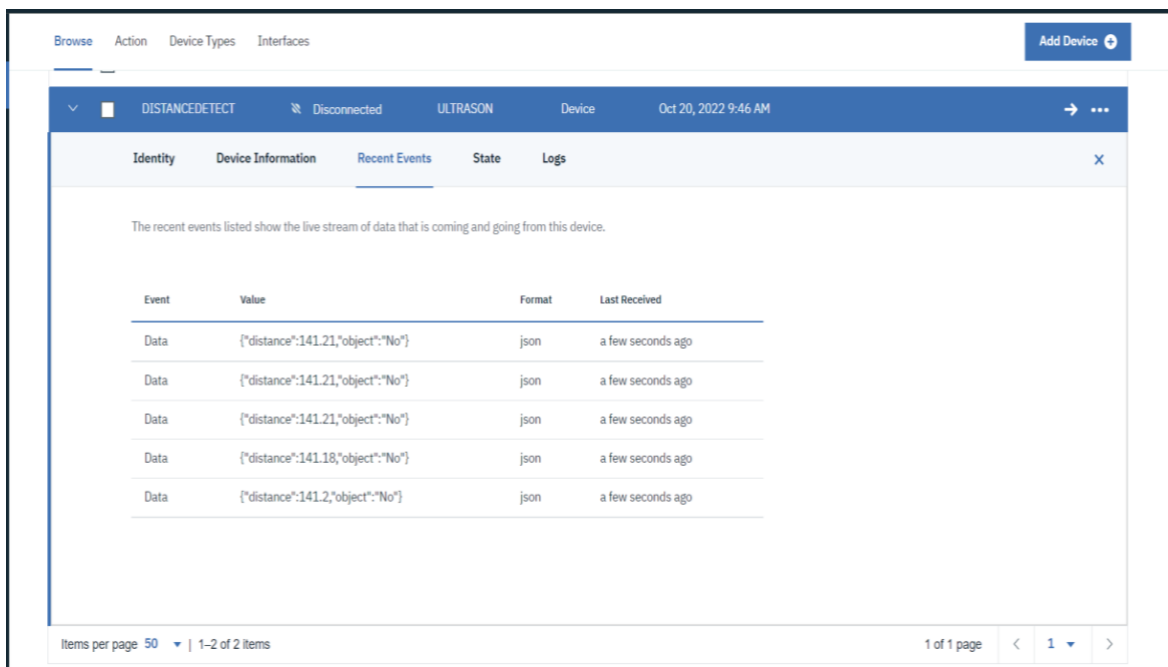 Browse Action Device Types Interfaces Add Device
DISTANCEDETECT Disconnected ULTRASON Device Oct 20, 2022 9:46 AM
Identity Device Information Recent Events State Logs
The recent events listed show the live stream of data that is coming and going from this device.
Event Value Format Last Received
Data {"distance":141.21,"object":"No"} json a few seconds ago
Data {"distance":141.21,"object":"No"} json a few seconds ago
Data {"distance":141.21,"object":"No"} json a few seconds ago
Data {"distance":141.18,"object":"No"} json a few seconds ago
Data {"distance":141.2,"object":"No"} json a few seconds ago
Items per page 50 | 1–2 of 2 items 1 of 1 page 1